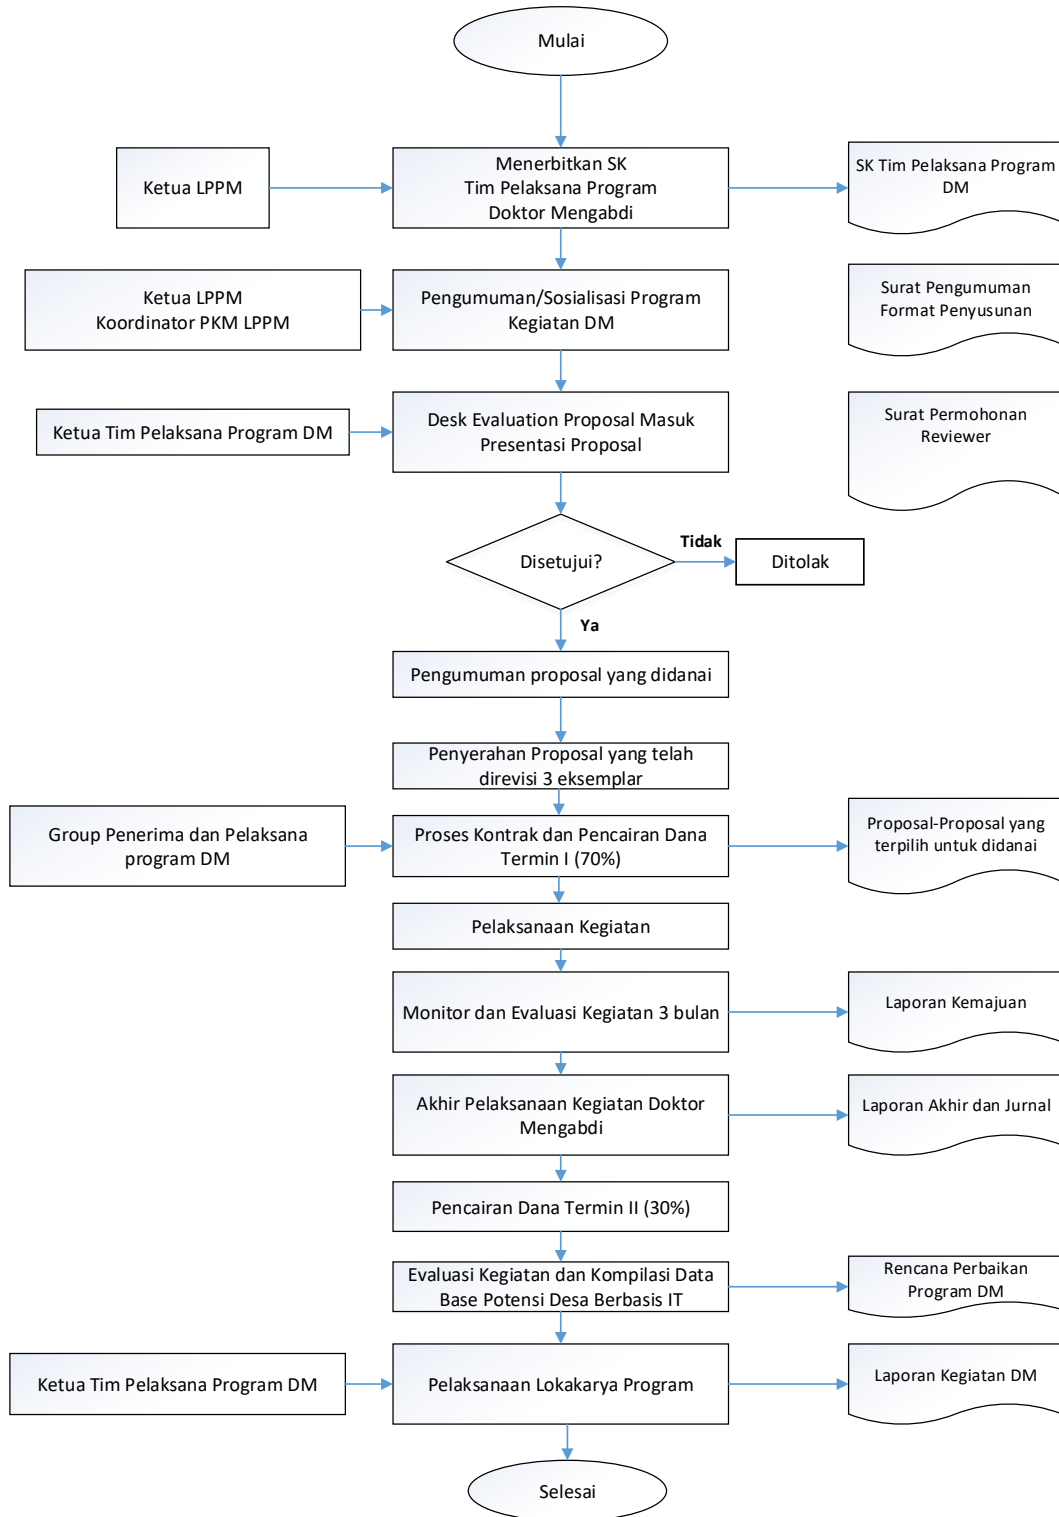 Mulai
Ketua LPPM
Menerbitkan SK
Tim Pelaksana Program
Doktor Mengabdi
SK Tim Pelaksana Program
DM
Ketua LPPM
Koordinator PKM LPPM
Pengumuman/Sosialisasi Program
Kegiatan DM
Surat Pengumuman
Format Penyusunan
Ketua Tim Pelaksana Program DM
Desk Evaluation Proposal Masuk
Presentasi Proposal
Surat Permohonan
Reviewer
Disetujui?
Tidak
Ditolak
Ya
Pengumuman proposal yang didanai
Penyerahan Proposal yang telah
direvisi 3 eksemplar
Group Penerima dan Pelaksana
program DM
Proses Kontrak dan Pencairan Dana
Termin I (70%)
Proposal-Proposal yang
terpilih untuk didanai
Pelaksanaan Kegiatan
Monitor dan Evaluasi Kegiatan 3 bulan
Laporan Kemajuan
Akhir Pelaksanaan Kegiatan Doktor
Mengabdi
Laporan Akhir dan Jurnal
Pencairan Dana Termin II (30%)
Evaluasi Kegiatan dan Kompilasi Data
Base Potensi Desa Berbasis IT
Rencana Perbaikan
Program DM
Ketua Tim Pelaksana Program DM
Pelaksanaan Lokakarya Program
Laporan Kegiatan DM
Selesai